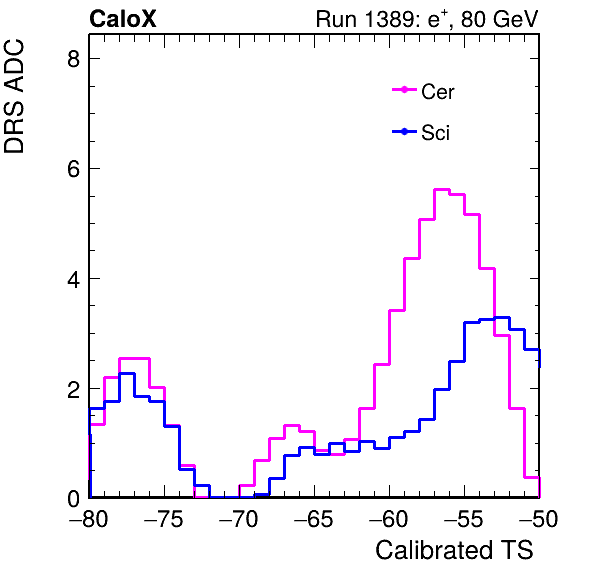 CaloX Run 1389: e⁺, 80 GeV
DRS ADC
8
6
4
2
0
Cer
Sci
−80 −75 −70 −65 −60 −55 −50
Calibrated TS